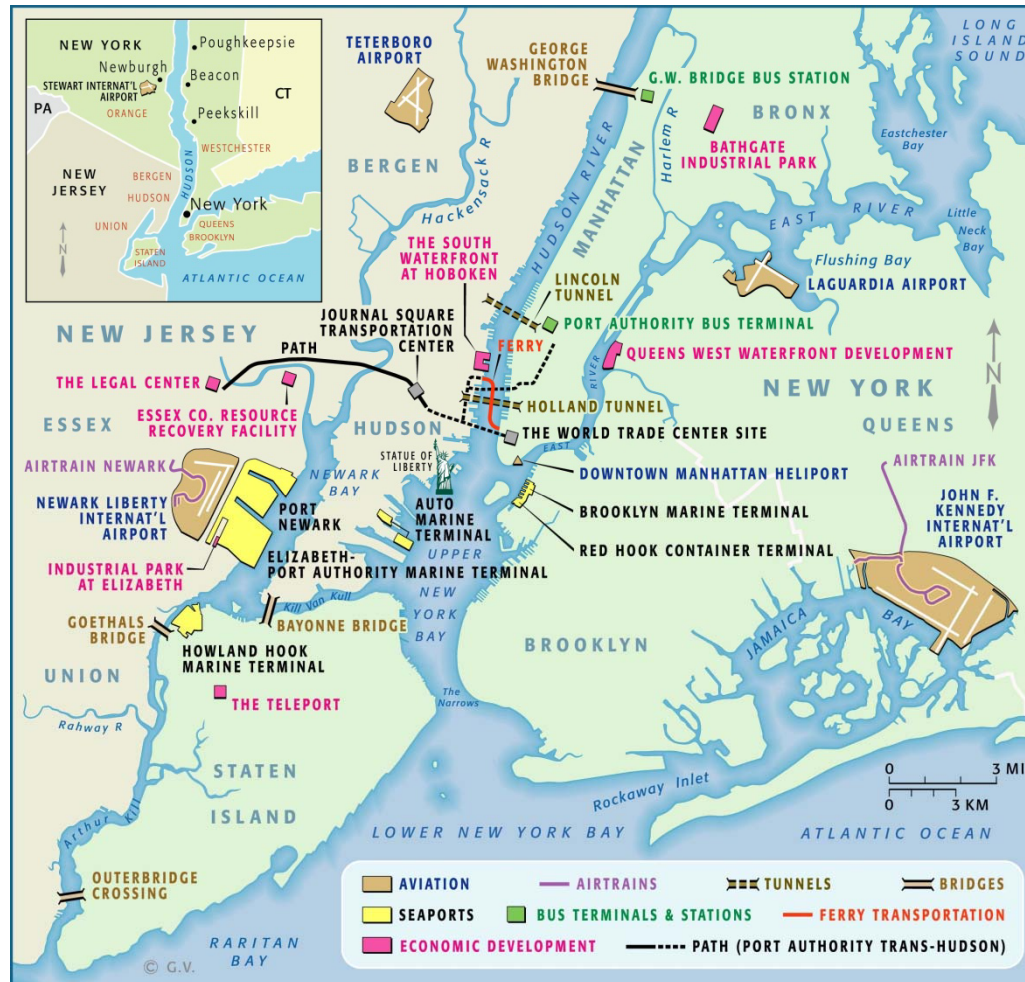 NEW YORK
Poughkeepsie
Newburgh
STEWART INTERNAT'L
AIRPORT
Beacon
CT
PA
ORANGE
Peekskill
WESTCHESTER
NEW
JERSEY
BERGEN
HUDSON
HUDSON
New York
UNION
QUEENS
BROOKLYN
STATEN
ISLAND
N
ATLANTIC OCEAN
TETERBORO
AIRPORT
GEORGE
WASHINGTON
BRIDGE
G.W. BRIDGE BUS STATION
LONG
ISLAND
SOUND
BRONX
BATHGATE
INDUSTRIAL PARK
Eastchester
Bay
BERGEN
Hackensack R
HUDSON RIVER
MANHATTAN
Harlem R
EAST RIVER
Little
Neck
Bay
Flushing Bay
LAGUARDIA AIRPORT
THE SOUTH
WATERFRONT
AT HOBOKEN
LINCOLN
TUNNEL
PORT AUTHORITY BUS TERMINAL
JOURNAL SQUARE
TRANSPORTATION
CENTER
NEW JERSEY
PATH
FERRY
QUEENS WEST WATERFRONT DEVELOPMENT
RIVER
NEW YORK
N
THE LEGAL CENTER
ESSEX CO. RESOURCE
RECOVERY FACILITY
HOLLAND TUNNEL
ESSEX
HUDSON
THE WORLD TRADE CENTER SITE
QUEENS
EAST
AIRTRAIN NEWARK
NEWARK
BAY
STATUE OF
LIBERTY
DOWNTOWN MANHATTAN HELIPORT
AIRTRAIN JFK
NEWARK LIBERTY
INTERNAT'L
AIRPORT
PORT
NEWARK
AUTO
MARINE
TERMINAL
BROOKLYN MARINE TERMINAL
JOHN F.
KENNEDY
INTERNAT'L
AIRPORT
INDUSTRIAL PARK
AT ELIZABETH
ELIZABETH-
PORT AUTHORITY MARINE TERMINAL
UPPER
NEW
YORK
BAY
RED HOOK CONTAINER TERMINAL
GOETHALS
BRIDGE
Kill Van Kull
BAYONNE BRIDGE
HOWLAND HOOK
MARINE TERMINAL
BROOKLYN
JAMAICA
BAY
UNION
THE TELEPORT
The
Narrows
Rahway R
STATEN
ISLAND
Arthur Kill
Rockaway Inlet
0 3 MI
0 3 KM
LOWER NEW YORK BAY
ATLANTIC OCEAN
OUTERBRIDGE
CROSSING
RARITAN
BAY
© G.V.
AVIATION
AIRTRAINS
TUNNELS
BRIDGES
SEAPORTS
BUS TERMINALS & STATIONS
FERRY TRANSPORTATION
ECONOMIC DEVELOPMENT
PATH (PORT AUTHORITY TRANS-HUDSON)